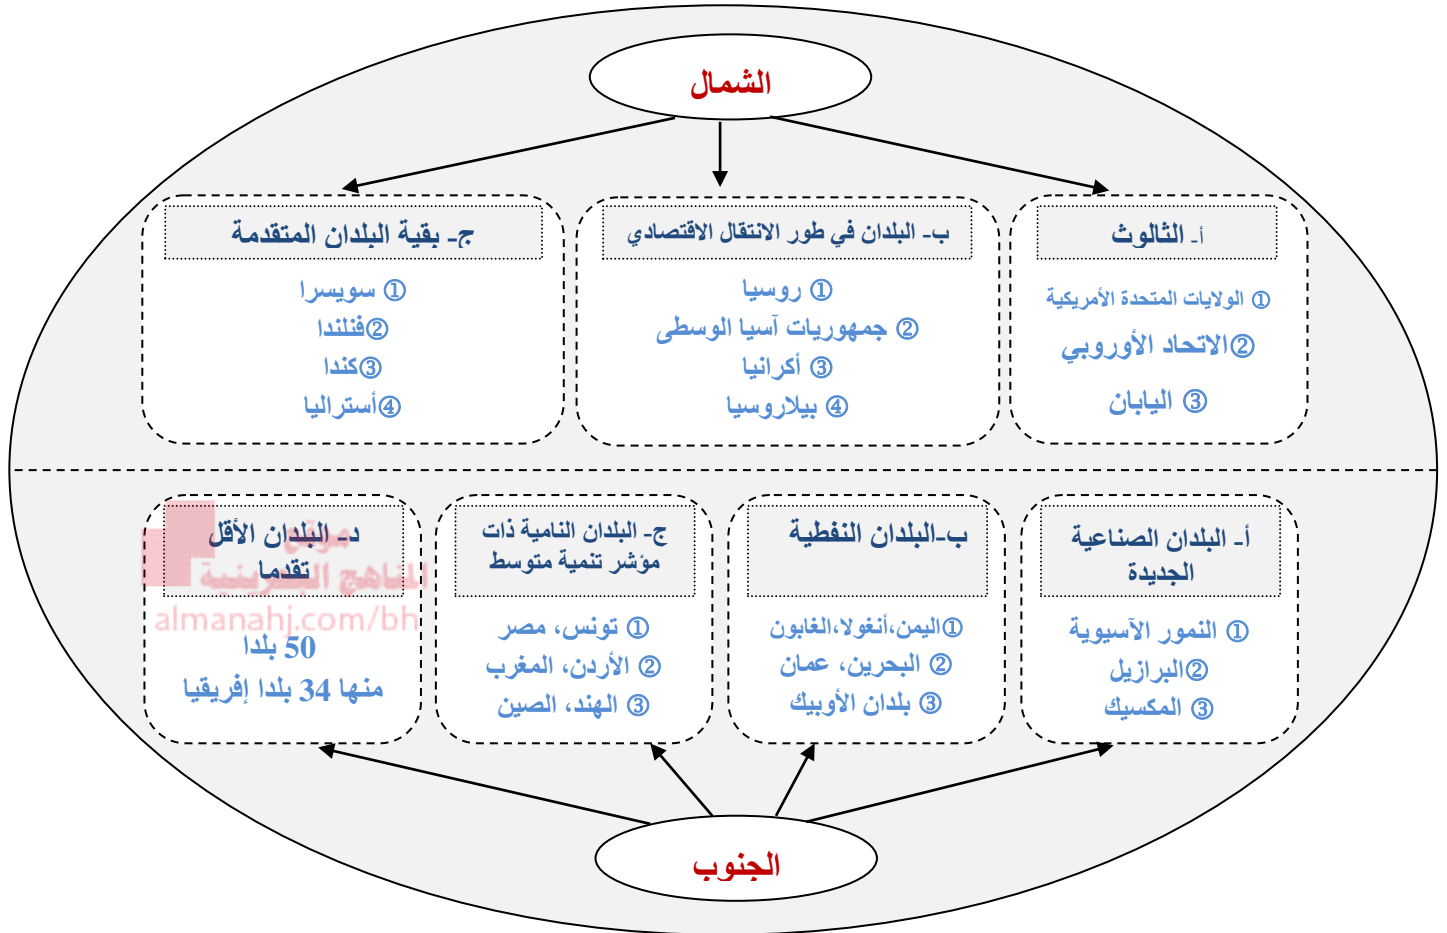 الشمال
أ- الثالوث
① الولايات المتحدة الأمريكية
②الاتحاد الأوروبي
③ اليابان
ب- البلدان في طور الانتقال الاقتصادي
① روسيا
② جمهوريات آسيا الوسطى
③ أكرانيا
④ بيلاروسيا
ج- بقية البلدان المتقدمة
① سويسرا
②فنلندا
③كندا
④أستراليا
أ- البلدان الصناعية
الجديدة
① النمور الآسيوية
②البرازيل
③ المكسيك
ب-البلدان النفطية
①اليمن،أنغولا،الغابون
② البحرين، عمان
③ بلدان الأوبيك
ج- البلدان النامية ذات
مؤشر تنمية متوسط
① تونس، مصر
② الأردن، المغرب
③ الهند، الصين
د- البلدان الأقل
تقدما
50 بلدا
منها 34 بلدا إفريقيا
موقع
المناهج البحرينية
almanahj.com/bh
الجنوب